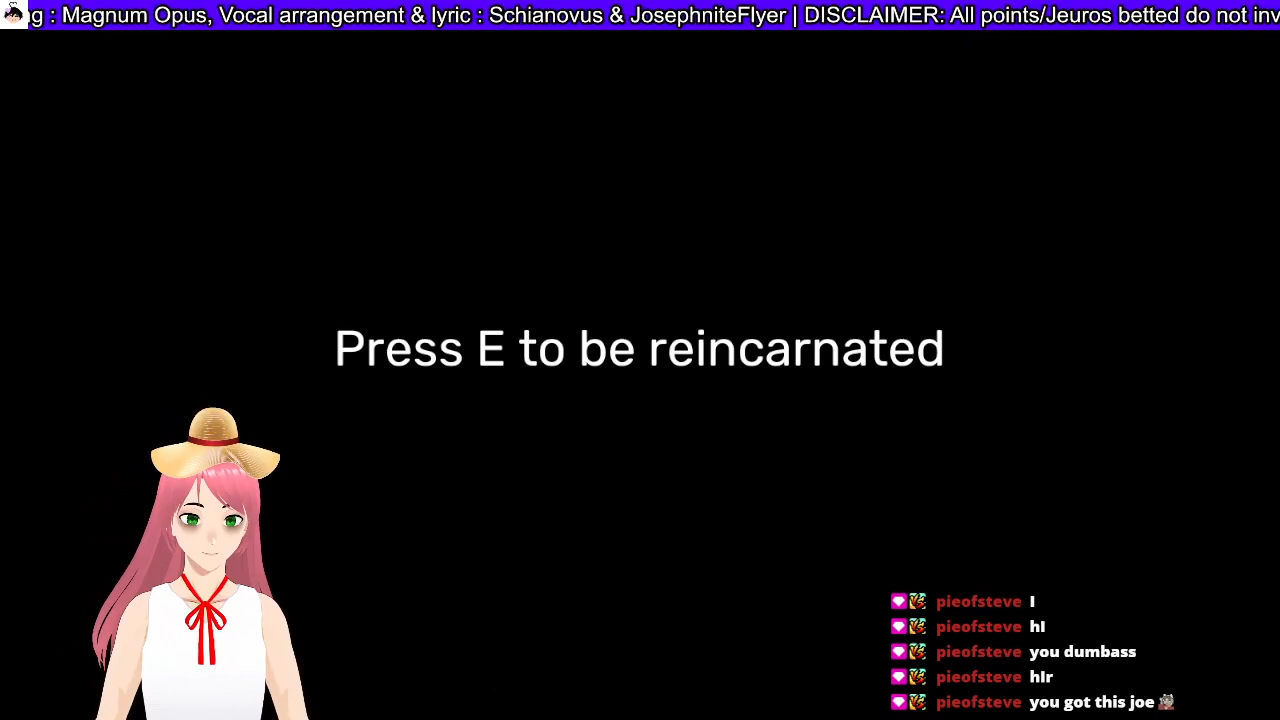 ng : Magnum Opus, Vocal arrangement & lyric : Schianovus & JosephniteFlyer | DISCLAIMER: All points/Jeuros betted do not inv
Press E to be reincarnated
pieofsteve I
pieofsteve hI
pieofsteve you dumbass
pieofsteve hIr
pieofsteve you got this joe